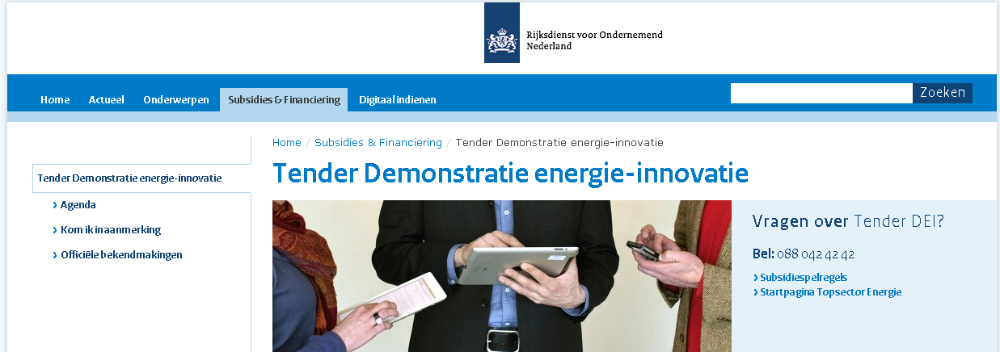 Rijksdienst voor Ondernemend
Nederland
Home Actueel Onderwerpen Subsidies & Financiering Digitaal indienen Zoeken
Home / Subsidies & Financiering / Tender Demonstratie energie-innovatie
Tender Demonstratie energie-innovatie
Tender Demonstratie energie-innovatie
› Agenda
› Kom ik in aanmerking
› Officiële bekendmakingen
Vragen over Tender DEI?
Bel: 088 042 42 42
› Subsidiespelregels
› Startpagina Topsector Energie